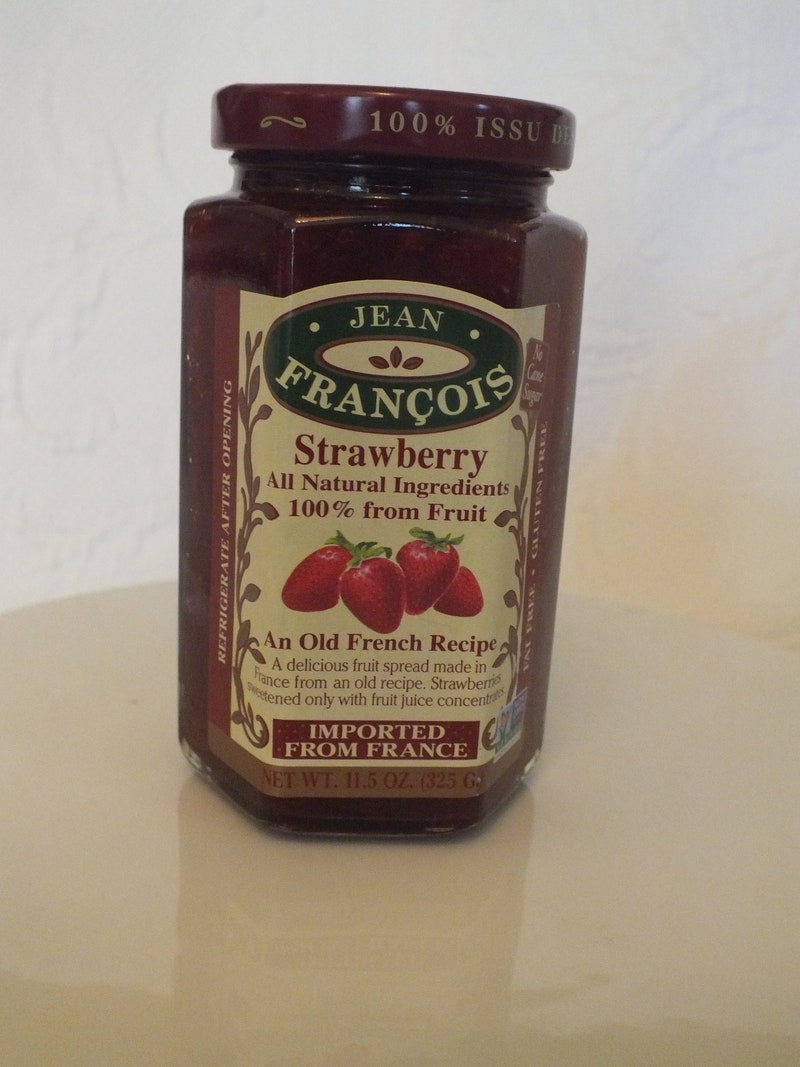 100% ISSU DE
JEAN
FRANÇOIS
No
Cane
Sugar
Strawberry
All Natural Ingredients
100% from Fruit
REFRIGERATE AFTER OPENING
FAT FREE • GLUTEN FREE
An Old French Recipe
A delicious fruit spread made in
France from an old recipe. Strawberries
sweetened only with fruit juice concentrates.
IMPORTED
FROM FRANCE
NET WT. 11.5 OZ. (325 G)